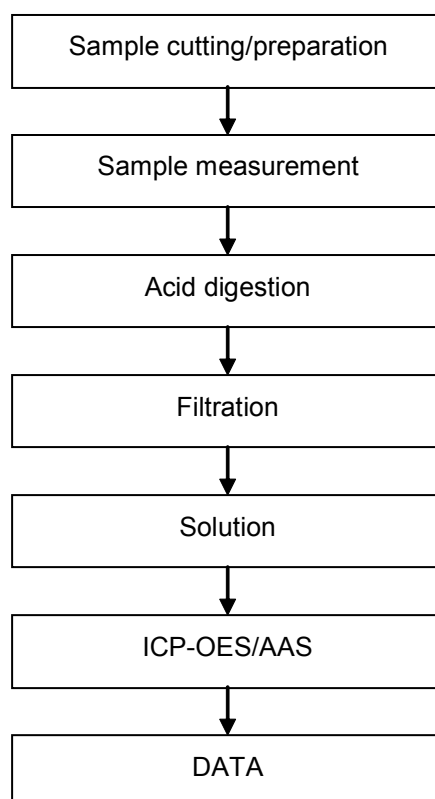 Sample cutting/preparation
Sample measurement
Acid digestion
Filtration
Solution
ICP-OES/AAS
DATA